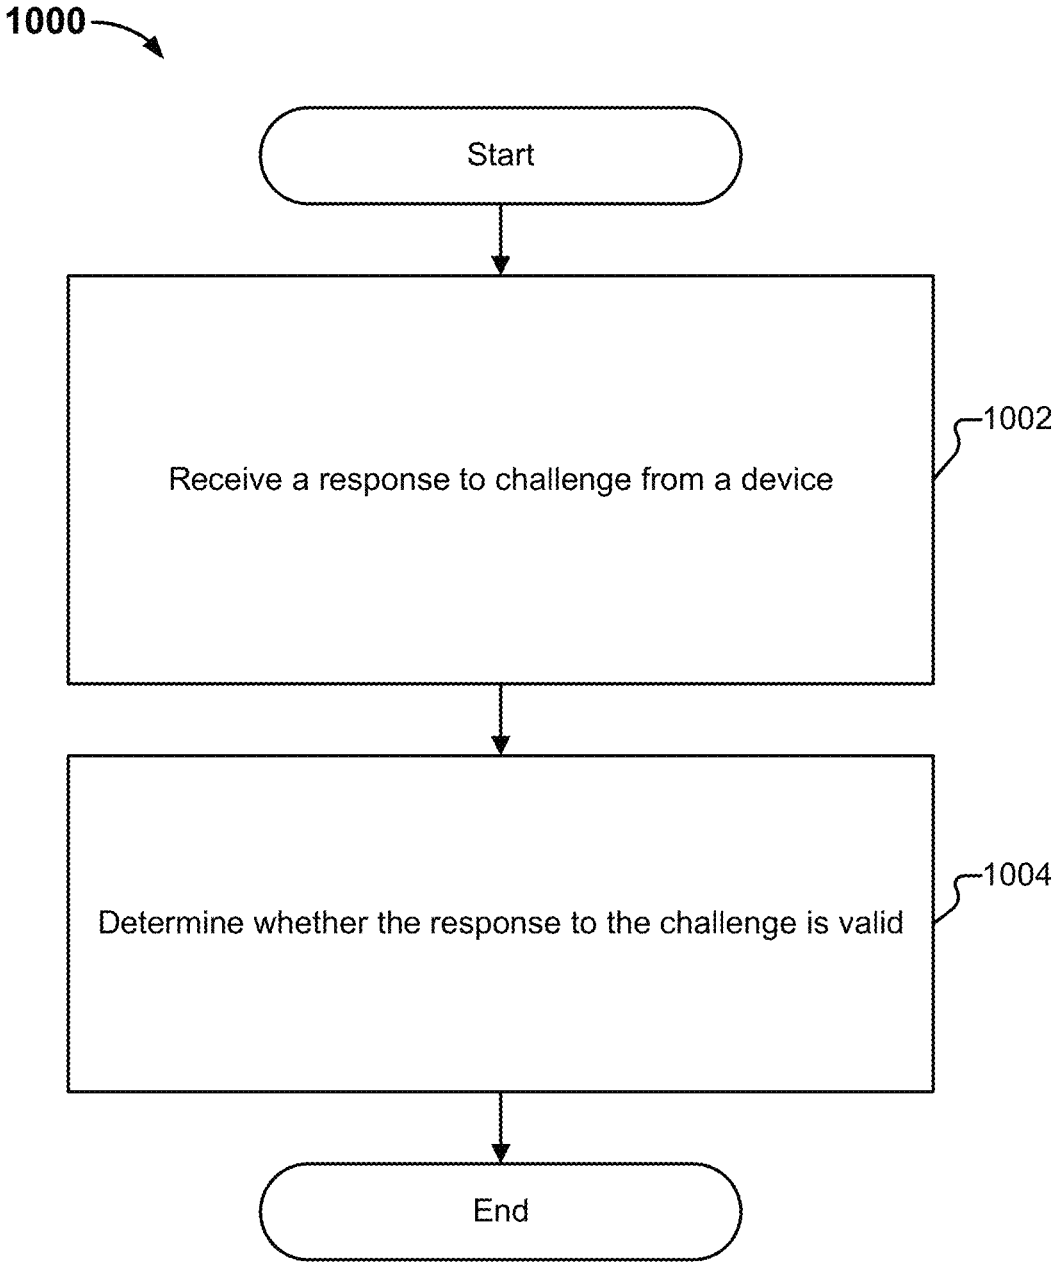 1000
Start
Receive a response to challenge from a device
1002
Determine whether the response to the challenge is valid
1004
End